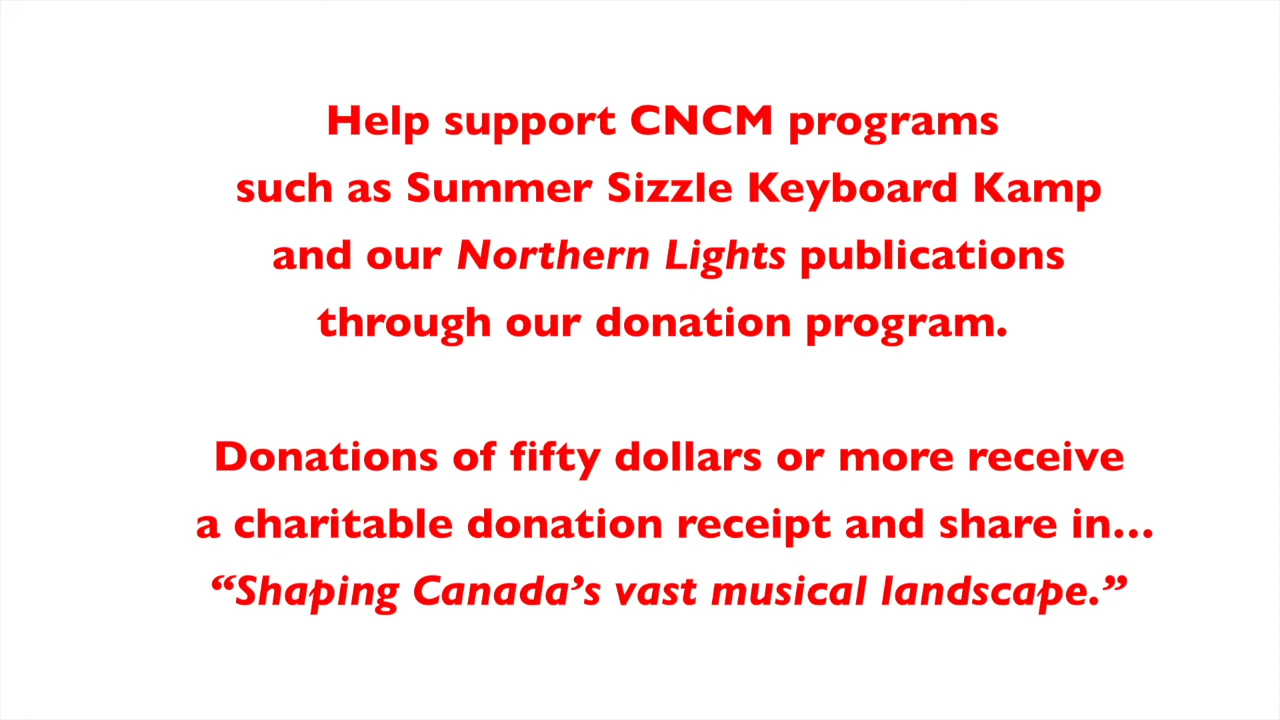 Help support CNCM programs
such as Summer Sizzle Keyboard Kamp
and our Northern Lights publications
through our donation program.
Donations of fifty dollars or more receive
a charitable donation receipt and share in…
“Shaping Canada’s vast musical landscape.”